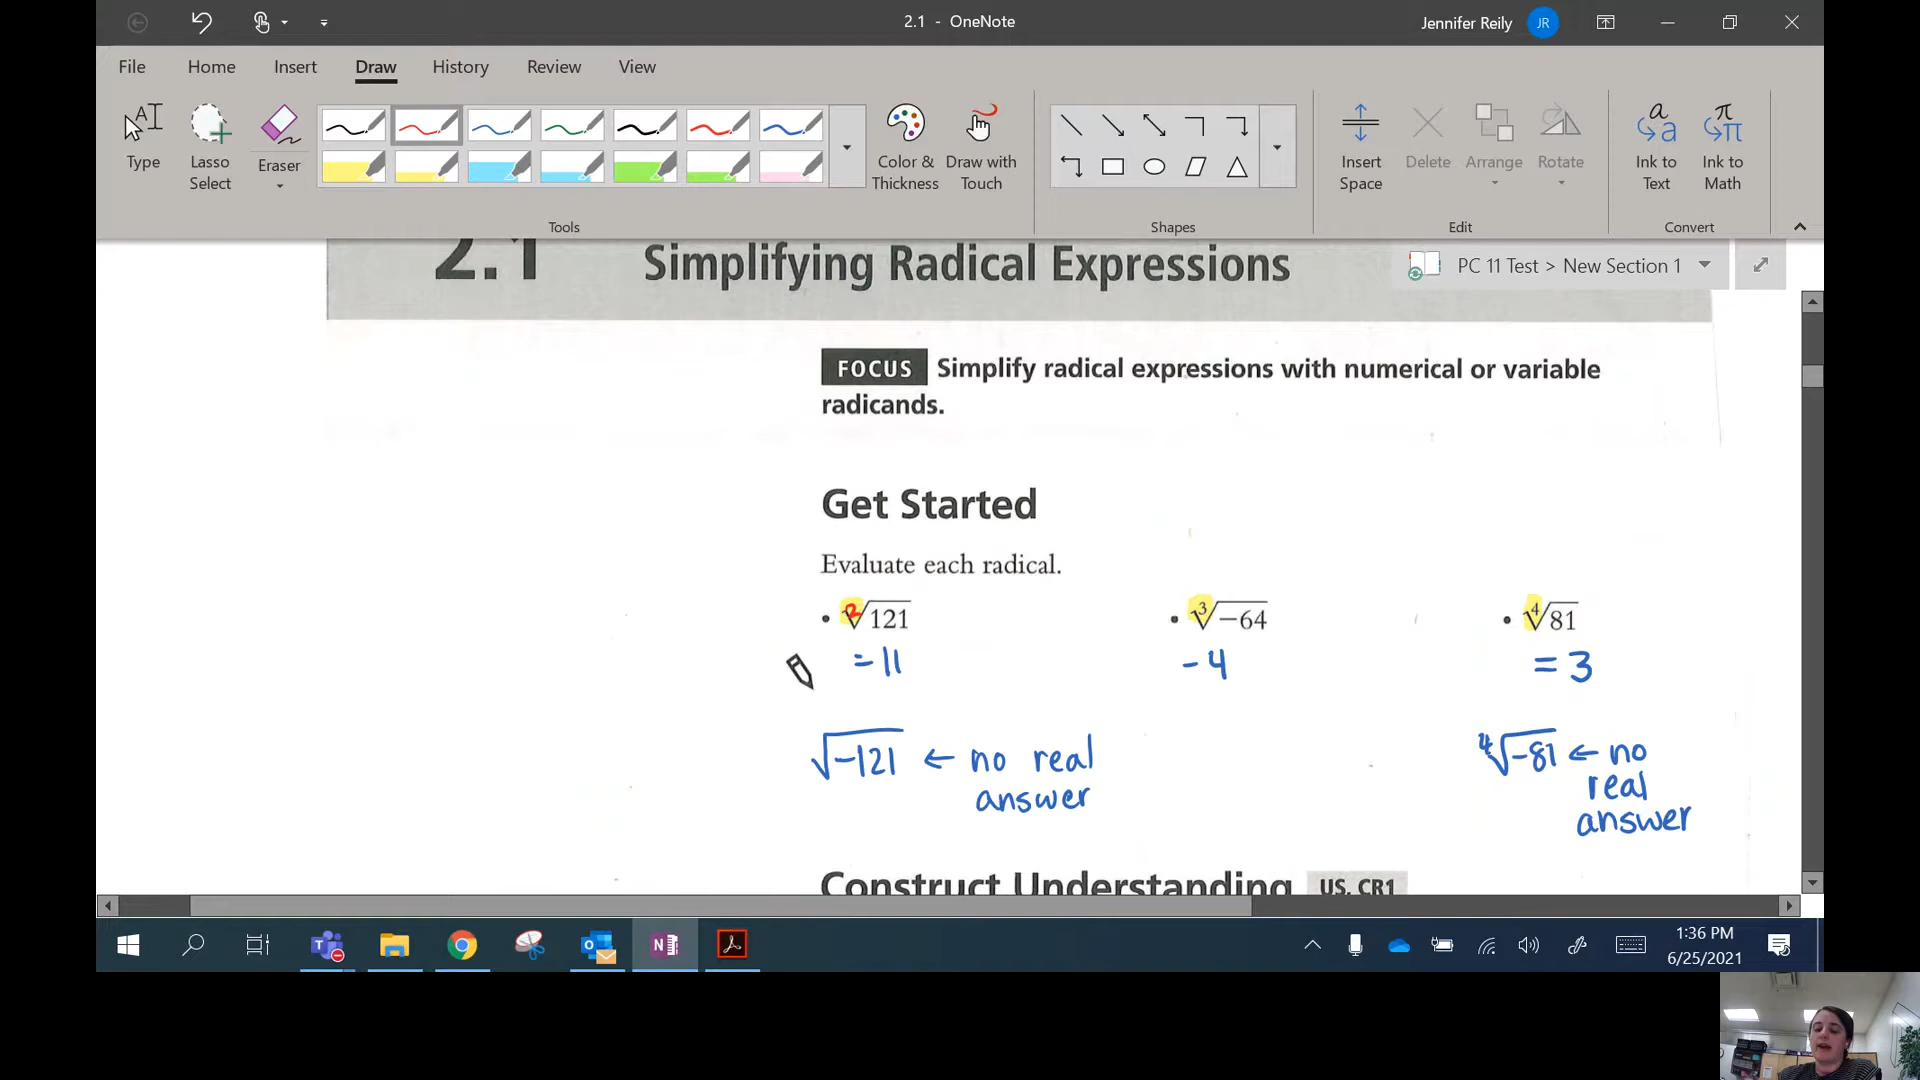 2.1 - OneNote
Jennifer Reily JR
File Home Insert Draw History Review View
Type
Lasso Select
Eraser
Color & Thickness
Draw with Touch
Insert Space
Delete
Arrange
Rotate
Ink to Text
Ink to Math
Tools Shapes Edit Convert
2.1 Simplifying Radical Expressions
PC 11 Test > New Section 1
FOCUS Simplify radical expressions with numerical or variable
radicands.
Get Started
Evaluate each radical.
• ²√121 • ³√−64 • ⁴√81
= 11 -4 = 3
√-121 ← no real answer
⁴√-81 ← no real answer
Construct Understanding US, CR1
1:36 PM
6/25/2021